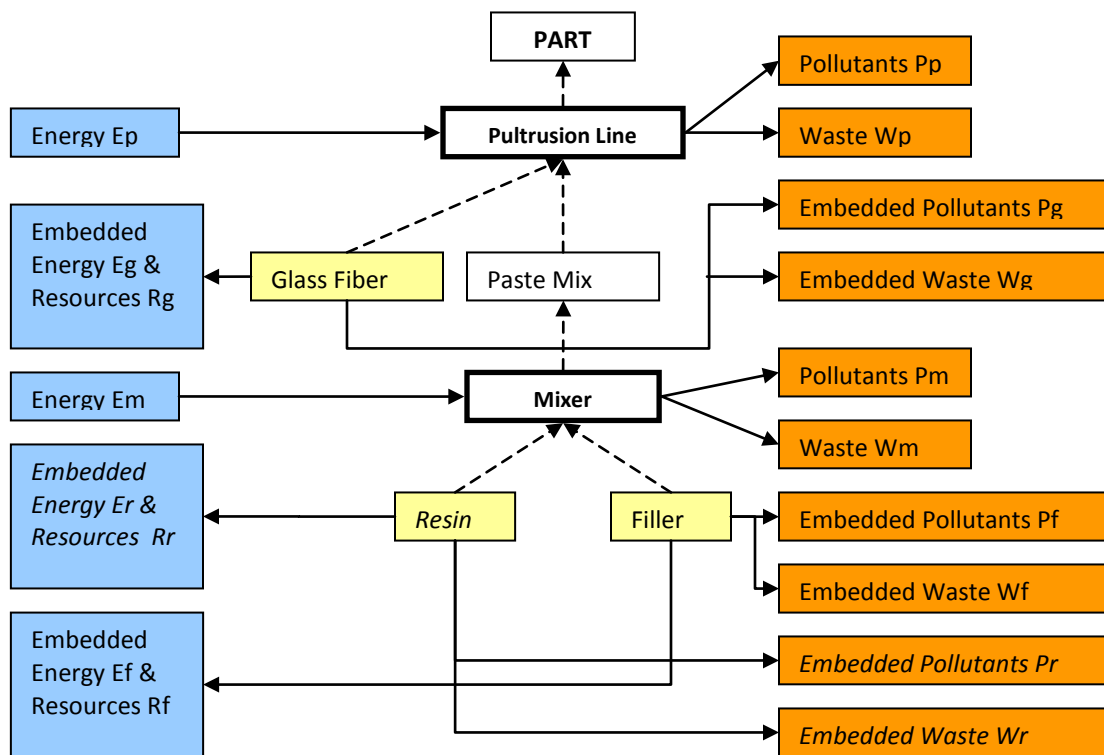 PART
Pollutants Pp
Energy Ep
Pultrusion Line
Waste Wp
Embedded
Energy Eg &
Resources Rg
Glass Fiber
Paste Mix
Embedded Pollutants Pg
Embedded Waste Wg
Energy Em
Mixer
Pollutants Pm
Waste Wm
Embedded
Energy Er &
Resources Rr
Resin
Filler
Embedded Pollutants Pf
Embedded Waste Wf
Embedded
Energy Ef &
Resources Rf
Embedded Pollutants Pr
Embedded Waste Wr